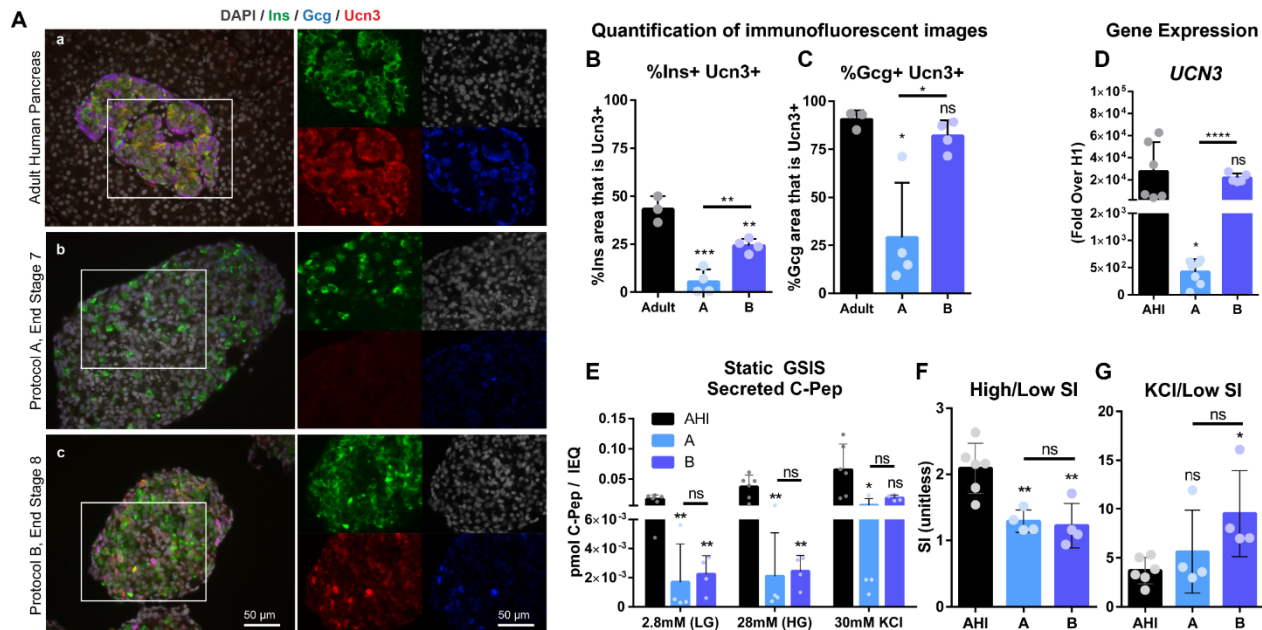 A
DAPI / Ins / Gcg / Ucn3
Adult Human Pancreas
a
Protocol A, End Stage 7
b
Protocol B, End Stage 8
c
50 µm
50 µm
Quantification of immunofluorescent images
B
%Ins+ Ucn3+
%Ins area that is Ucn3+
100
75
50
25
0
***
**
**
Adult A B
C
%Gcg+ Ucn3+
%Gcg area that is Ucn3+
100
75
50
25
0
*
*
ns
Adult A B
Gene Expression
D
UCN3
(Fold Over H1)
1×10⁵
8×10⁴
6×10⁴
4×10⁴
2×10⁴
2×10³
1×10³
5×10²
0
****
*
ns
AHI A B
E
Static GSIS
Secreted C-Pep
pmol C-Pep / IEQ
0.15
0.10
0.05
6×10⁻³
4×10⁻³
2×10⁻³
0
AHI
A
B
ns
** **
ns
** **
ns
*
2.8mM (LG) 28mM (HG) 30mM KCl
F
High/Low SI
SI (unitless)
3
2
1
0
ns
** **
AHI A B
G
KCl/Low SI
20
15
10
5
0
ns
ns
*
AHI A B